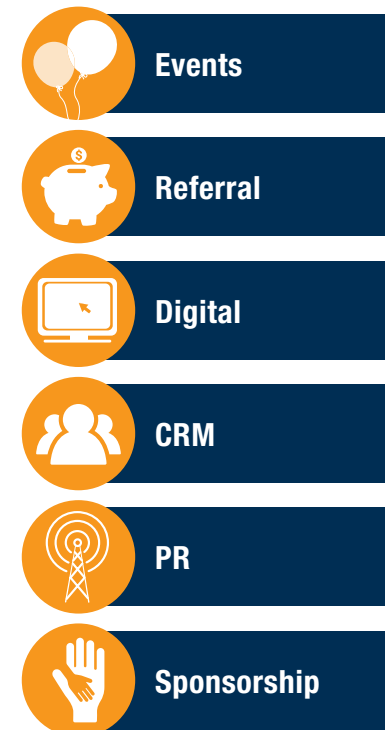 Events
$
Referral
Digital
CRM
PR
Sponsorship